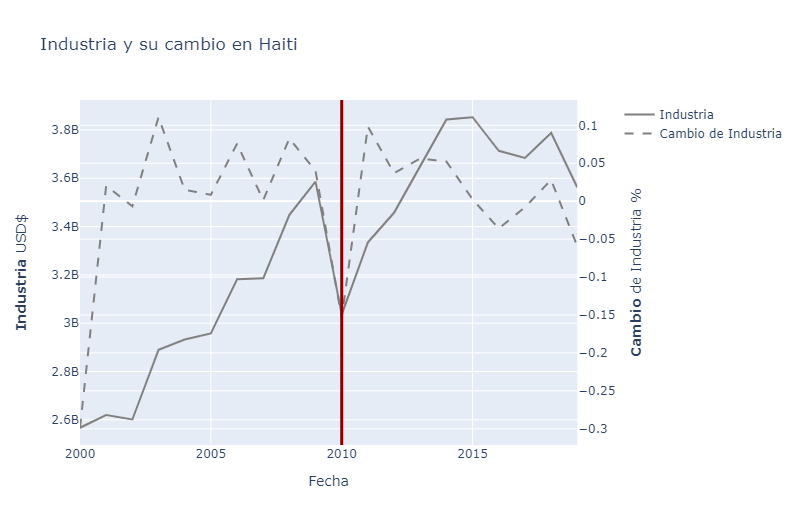 Industria y su cambio en Haiti
Industria
Cambio de Industria
3.8B
3.6B
3.4B
3.2B
3B
2.8B
2.6B
Industria USD$
0.1
0.05
0
−0.05
−0.1
−0.15
−0.2
−0.25
−0.3
Cambio de Industria %
2000
2005
2010
2015
Fecha